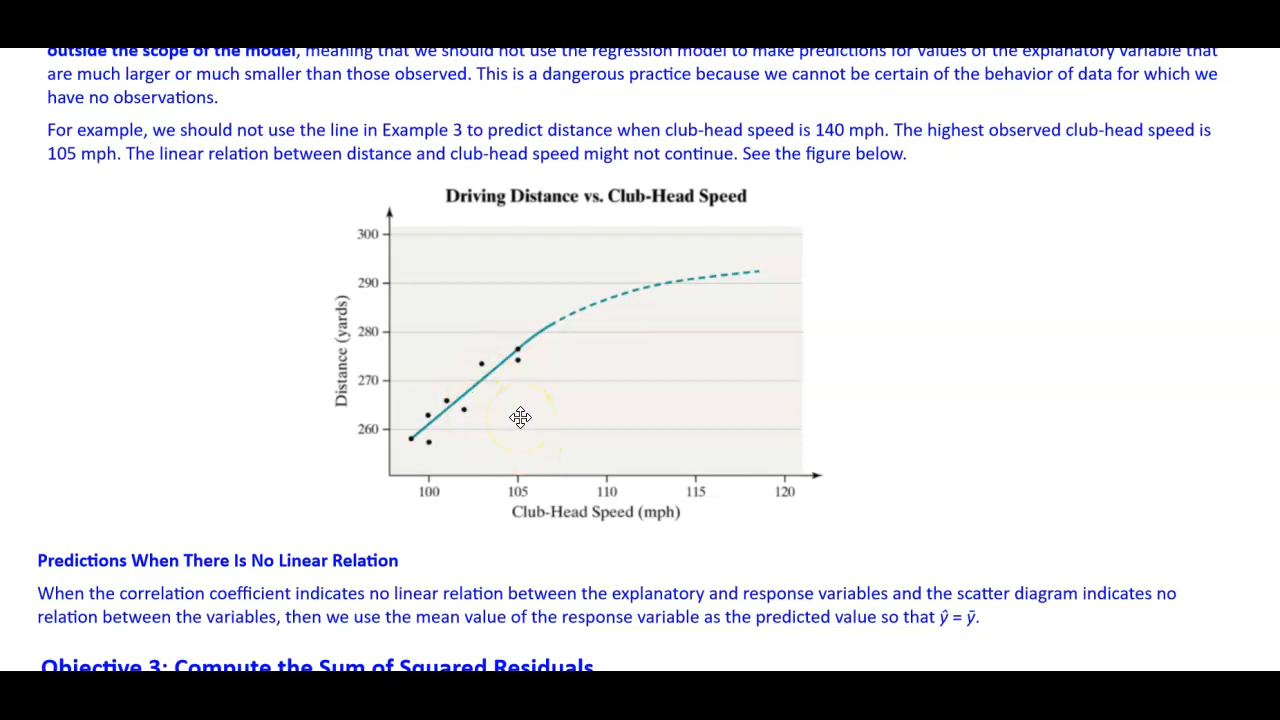 outside the scope of the model, meaning that we should not use the regression model to make predictions for values of the explanatory variable that
are much larger or much smaller than those observed. This is a dangerous practice because we cannot be certain of the behavior of data for which we
have no observations.
For example, we should not use the line in Example 3 to predict distance when club-head speed is 140 mph. The highest observed club-head speed is
105 mph. The linear relation between distance and club-head speed might not continue. See the figure below.
Driving Distance vs. Club-Head Speed
300
290
280
270
260
Distance (yards)
100 105 110 115 120
Club-Head Speed (mph)
Predictions When There Is No Linear Relation
When the correlation coefficient indicates no linear relation between the explanatory and response variables and the scatter diagram indicates no
relation between the variables, then we use the mean value of the response variable as the predicted value so that ŷ = ȳ.
Objective 3: Compute the Sum of Squared Residuals